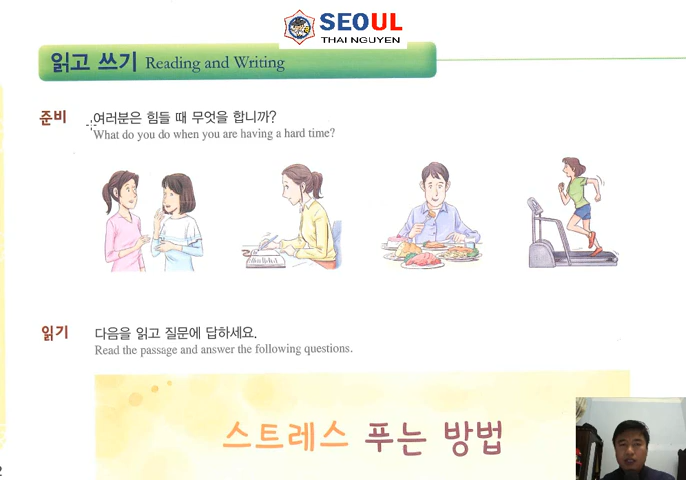 SEOUL
THAI NGUYEN
읽고 쓰기 Reading and Writing
준비 여러분은 힘들 때 무엇을 합니까?
What do you do when you are having a hard time?
읽기 다음을 읽고 질문에 답하세요.
Read the passage and answer the following questions.
스트레스 푸는 방법
2